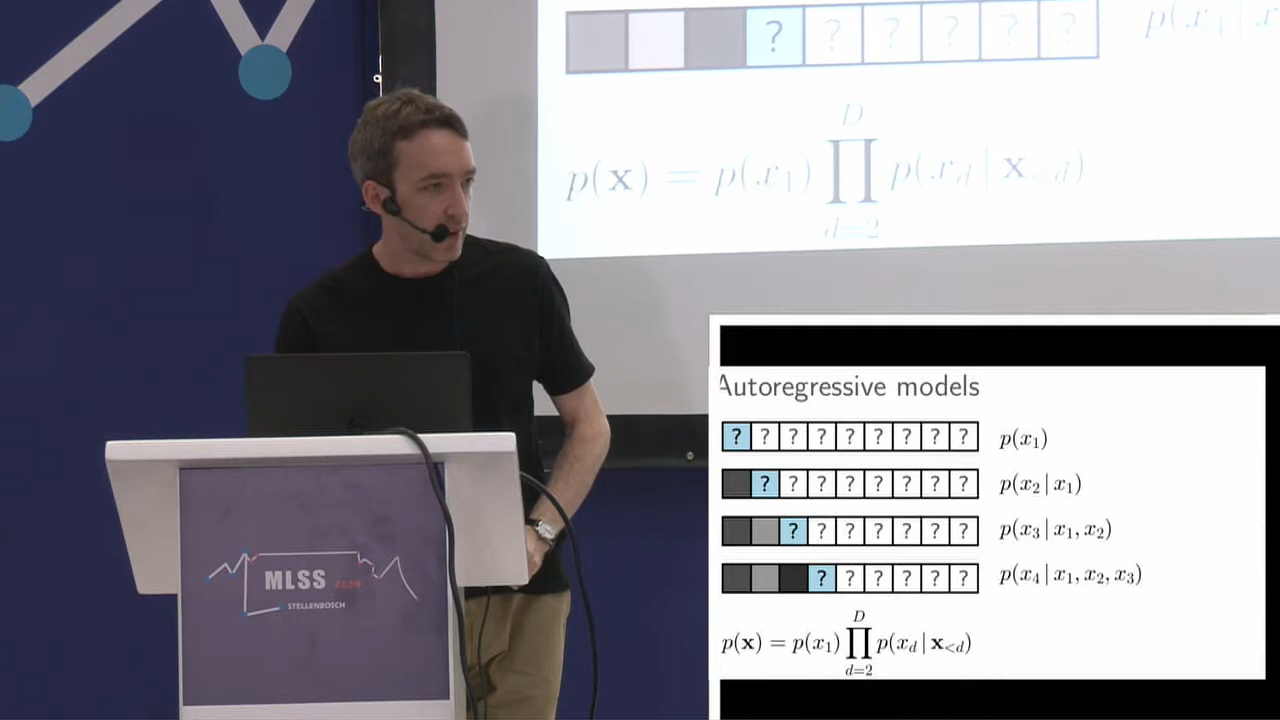 ? ? ? ? ? ?
p(x) = p(x₁) ∏_{d=2}^{D} p(x_d | x_{<d})
MLSS
STELLENBOSCH
Autoregressive models
? ? ? ? ? ? ? ? ? p(x₁)
? ? ? ? ? ? ? ? p(x₂ | x₁)
? ? ? ? ? ? ? p(x₃ | x₁, x₂)
? ? ? ? ? ? p(x₄ | x₁, x₂, x₃)
p(x) = p(x₁) ∏_{d=2}^{D} p(x_d | x_{<d})